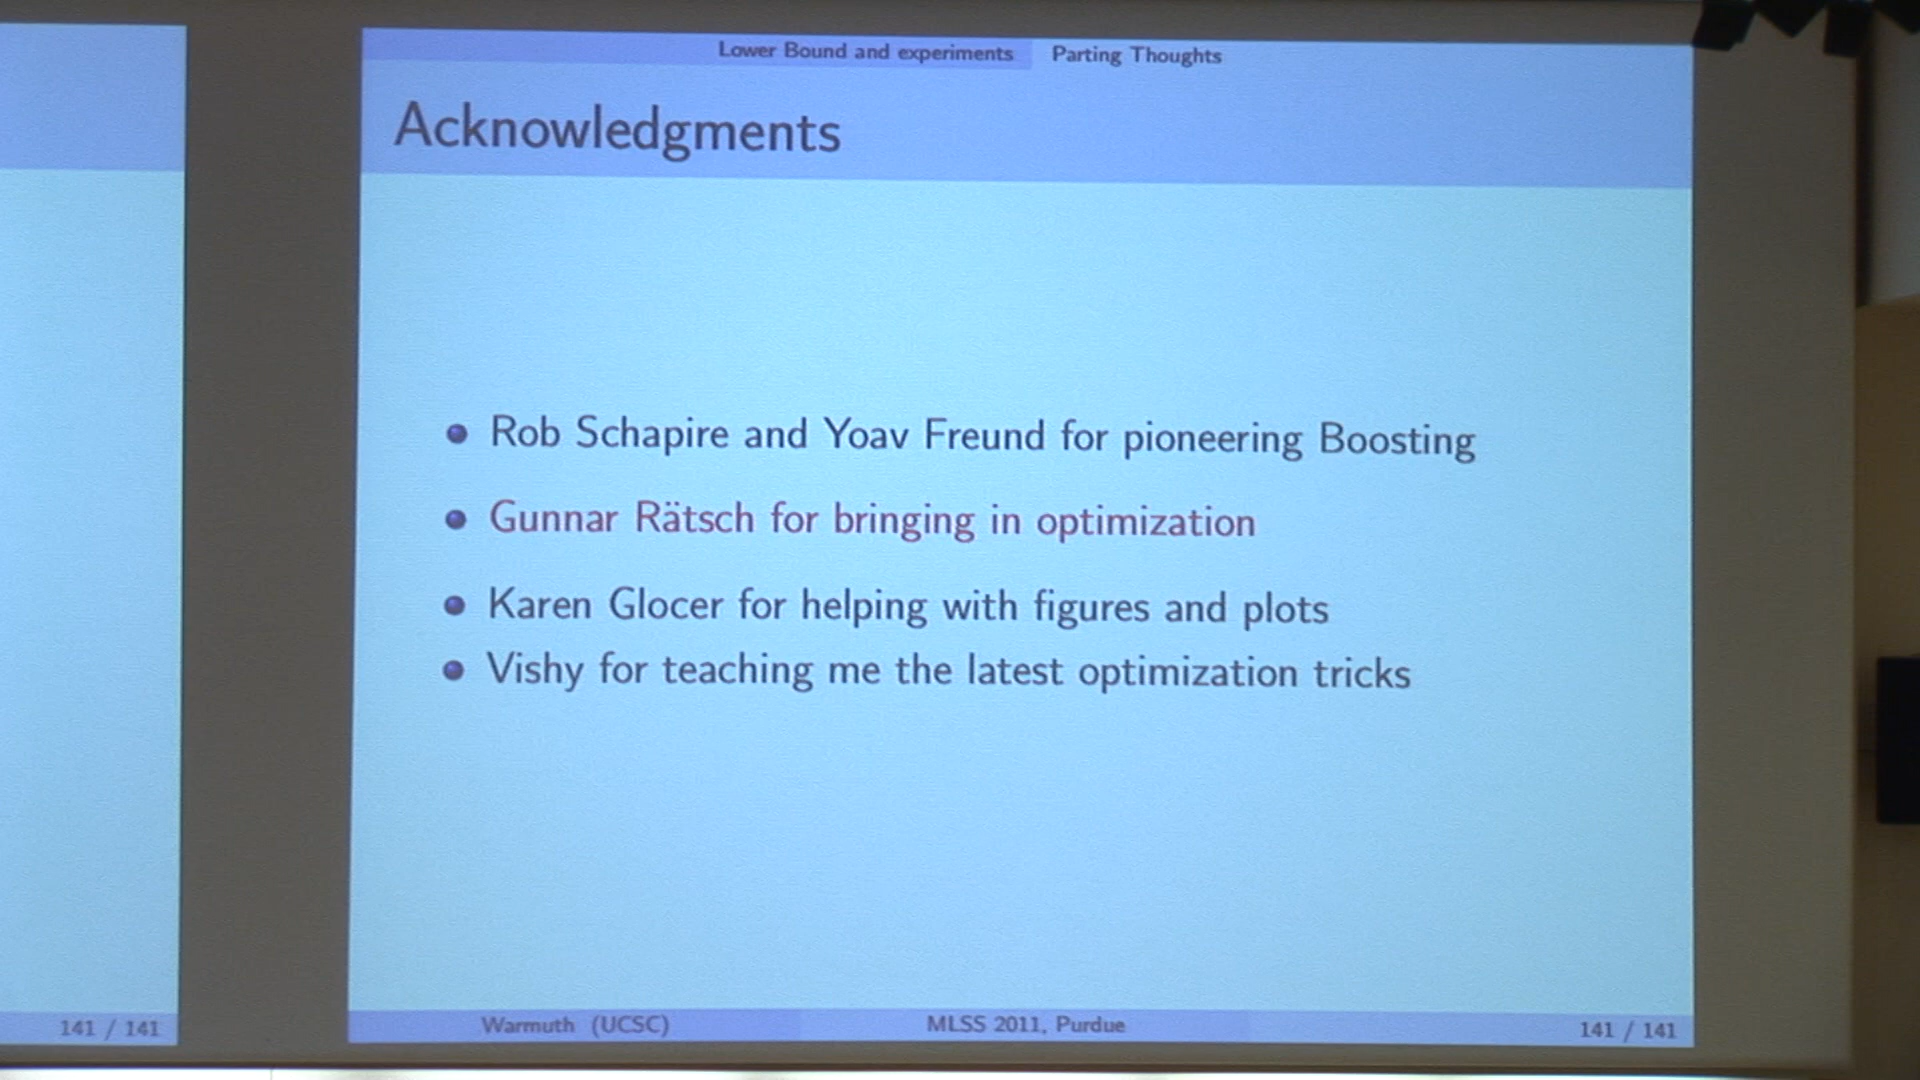 Lower Bound and experiments Parting Thoughts
Acknowledgments
Rob Schapire and Yoav Freund for pioneering Boosting
Gunnar Rätsch for bringing in optimization
Karen Glocer for helping with figures and plots
Vishy for teaching me the latest optimization tricks
141 / 141
Warmuth (UCSC) MLSS 2011, Purdue 141 / 141